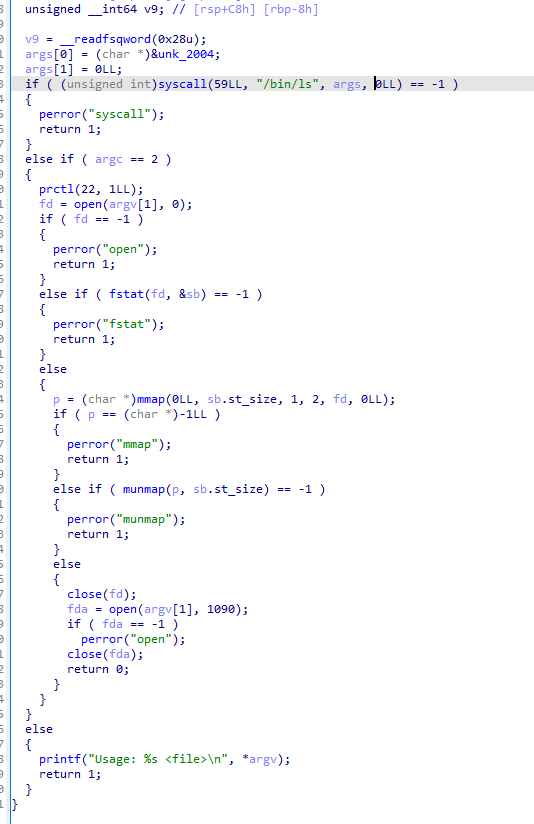 unsigned __int64 v9; // [rsp+C8h] [rbp-8h]
v9 = __readfsqword(0x28u);
args[0] = (char *)&unk_2004;
args[1] = 0LL;
if ( (unsigned int)syscall(59LL, "/bin/ls", args, 0LL) == -1 )
{
perror("syscall");
return 1;
}
else if ( argc == 2 )
{
prctl(22, 1LL);
fd = open(argv[1], 0);
if ( fd == -1 )
{
perror("open");
return 1;
}
else if ( fstat(fd, &sb) == -1 )
{
perror("fstat");
return 1;
}
else
{
p = (char *)mmap(0LL, sb.st_size, 1, 2, fd, 0LL);
if ( p == (char *)-1LL )
{
perror("mmap");
return 1;
}
else if ( munmap(p, sb.st_size) == -1 )
{
perror("munmap");
return 1;
}
else
{
close(fd);
fda = open(argv[1], 1090);
if ( fda == -1 )
perror("open");
close(fda);
return 0;
}
}
}
else
{
printf("Usage: %s <file>\n", *argv);
return 1;
}
}